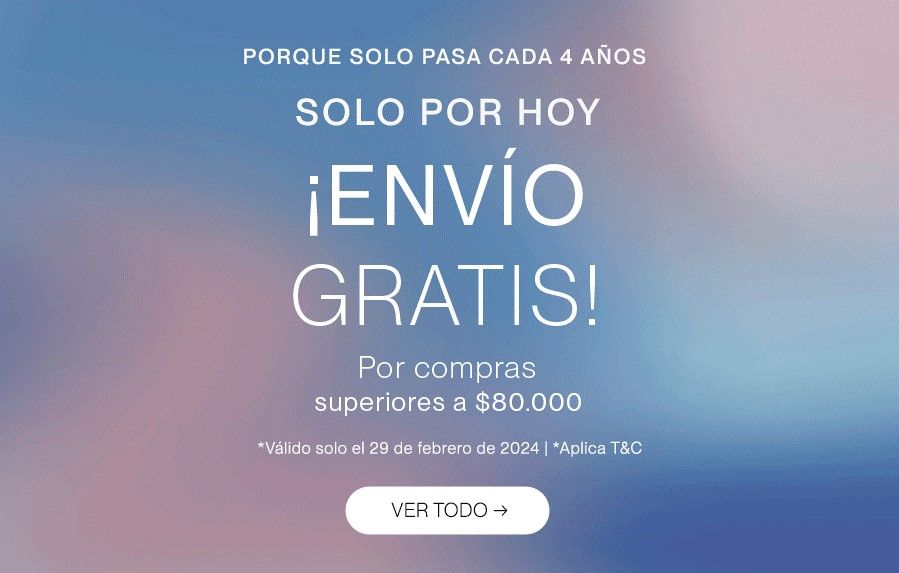 PORQUE SOLO PASA CADA 4 AÑOS
SOLO POR HOY
¡ENVÍO
GRATIS!
Por compras
superiores a $80.000
*Válido solo el 29 de febrero de 2024 | *Aplica T&C
VER TODO →